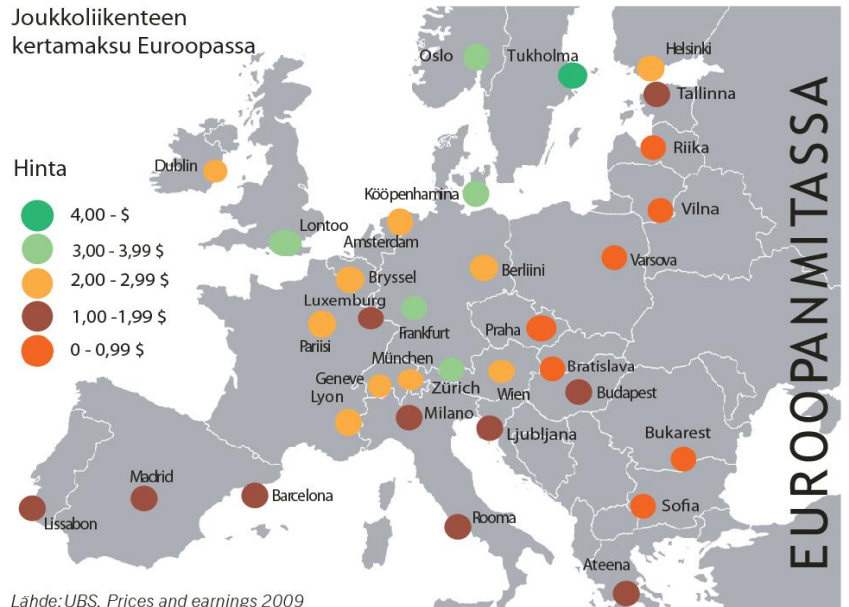 Joukkoliikenteen
kertamaksu Euroopassa
Hinta
4,00 - $
3,00 - 3,99 $
2,00 - 2,99 $
1,00 -1,99 $
0 - 0,99 $
Oslo
Tukholma
Helsinki
Tallinna
Riika
Vilna
Dublin
Kööpenhamina
Lontoo
Amsterdam
Berliini
Varsova
Bryssel
Luxemburg
Frankfurt
Praha
Pariisi
München
Bratislava
Geneve
Zürich
Wien
Budapest
Lyon
Milano
Ljubljana
Bukarest
Madrid
Barcelona
Lissabon
Rooma
Sofia
Ateena
EUROOPANMITASSA
Lähde: UBS, Prices and earnings 2009